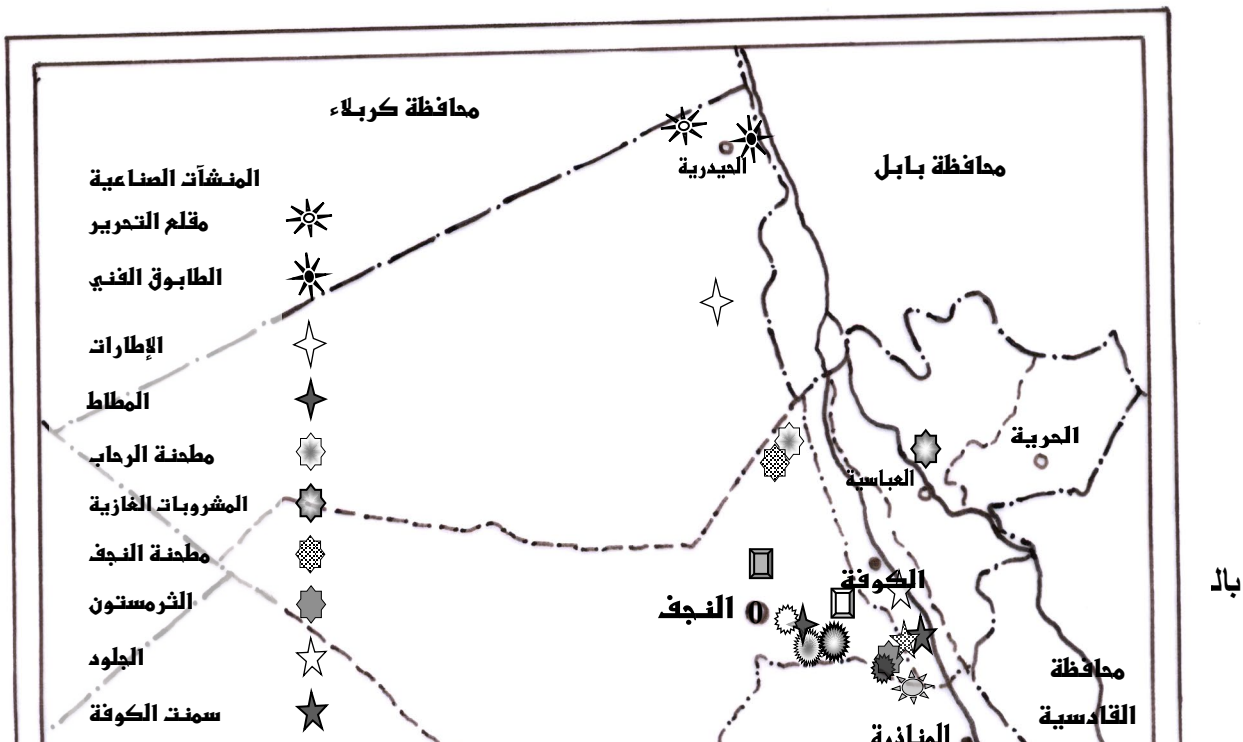 محافظة كربلاء
محافظة بابل
الحيدرية
المنشآت الصناعية
مقلع التحرير
الطابوق الفني
الإطارات
المطاط
مطحنة الرحاب
المشروبات الغازية
مطحنة النجف
الثرمستون
الجلود
سمنت الكوفة
الحرية
العباسية
الكوفة
النجف
محافظة
القادسية
المناذرة
بالـ